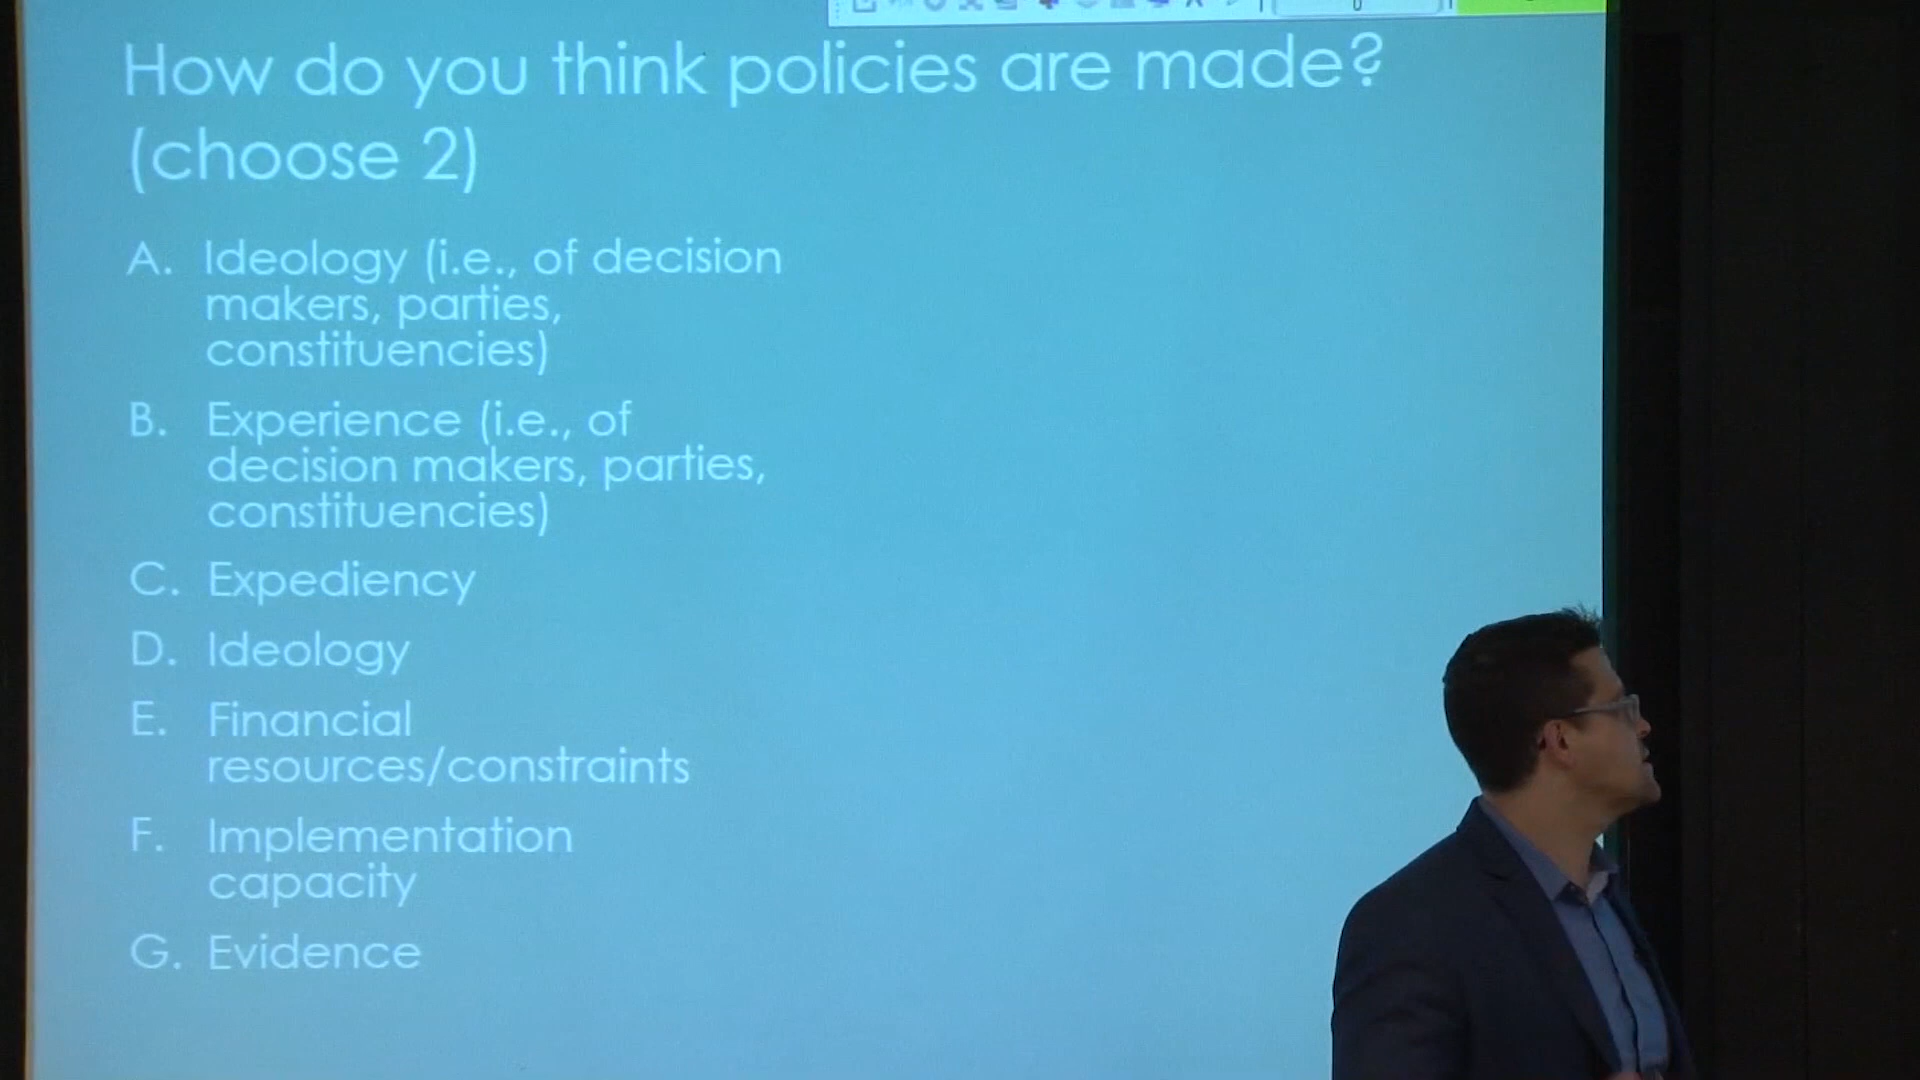 How do you think policies are made?
(choose 2)
A. Ideology (i.e., of decision
makers, parties,
constituencies)
B. Experience (i.e., of
decision makers, parties,
constituencies)
C. Expediency
D. Ideology
E. Financial
resources/constraints
F. Implementation
capacity
G. Evidence